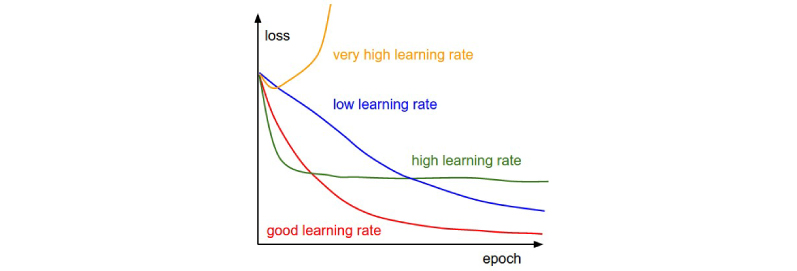 loss
very high learning rate
low learning rate
high learning rate
good learning rate
epoch